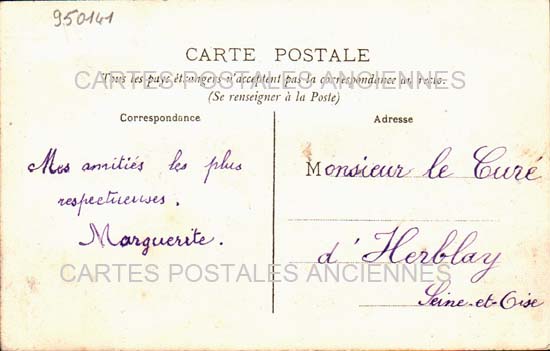 950141
CARTE POSTALE
Tous les pays étrangers n'acceptent pas la correspondance au recto.
CARTES POSTALES ANCIENNES
(Se renseigner à la Poste)
Correspondance
Mes amitiés les plus
respectueuses.
Marguerite.
Adresse
Monsieur le Curé
d'Herblay
Seine-et-Oise
CARTES POSTALES ANCIENNES